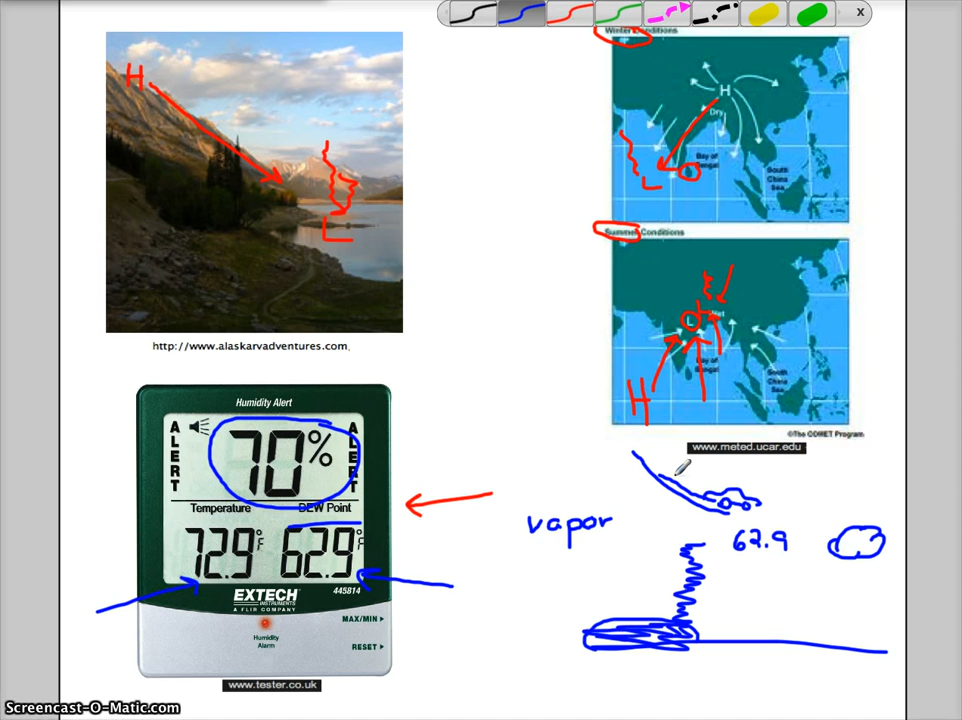 X
Winter Conditions
H
H
Dry
Bay of
Bengal
South
China
Sea
L
L
Summer Conditions
L
Wet
Bay of
Bengal
South
China
Sea
H
http://www.alaskarvadventures.com
©The COMET Program
www.meted.ucar.edu
Humidity Alert
ALERT
70%
ALERT
Temperature
DEW Point
72.9°F
62.9°F
EXTECH
INSTRUMENTS
A FLIR COMPANY
445814
MAX/MIN
Humidity
Alarm
RESET
www.tester.co.uk
vapor
62.9
Screencast-O-Matic.com